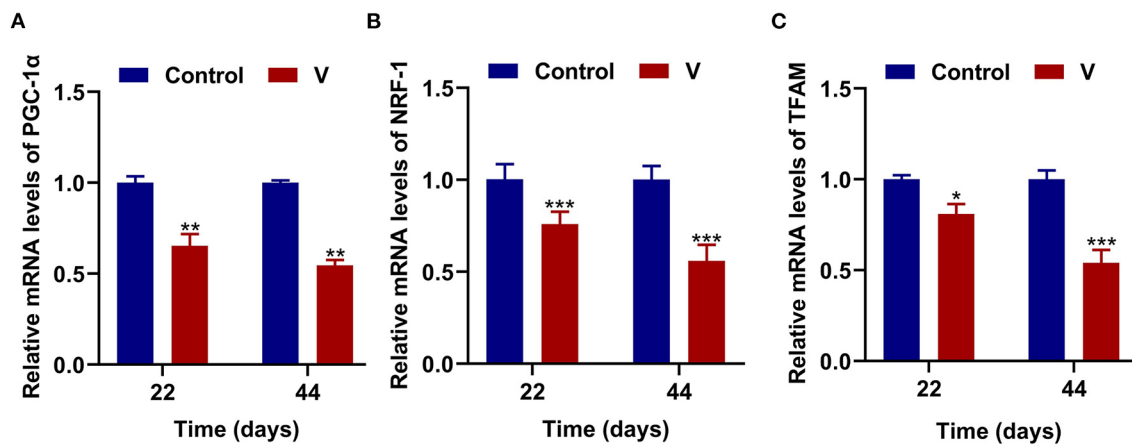 A
Control V
Relative mRNA levels of PGC-1α
1.5
1.0
0.5
0.0
** **
22 44
Time (days)
B
Control V
Relative mRNA levels of NRF-1
1.5
1.0
0.5
0.0
*** ***
22 44
Time (days)
C
Control V
Relative mRNA levels of TFAM
1.5
1.0
0.5
0.0
* ***
22 44
Time (days)